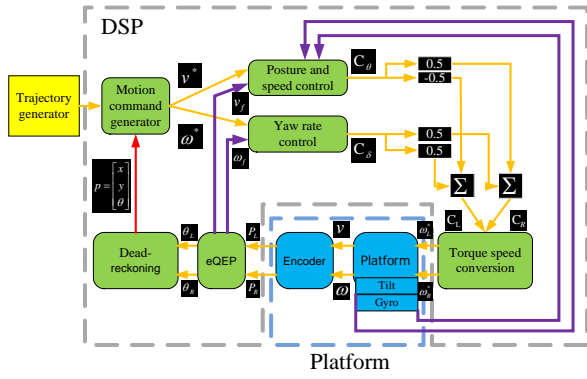 DSP
Trajectory
generator
Motion
command
generator
v*
ω*
Posture and
speed control
v_f
Yaw rate
control
ω_f
C_θ
C_δ
0.5
-0.5
0.5
0.5
Σ
Σ
C_L
C_R
p = [x y θ]
Dead-
reckoning
θ_L
θ_R
eQEP
P_L
P_R
Encoder
v
ω
Platform
Tilt
Gyro
ω_L*
ω_R*
Torque speed
conversion
Platform